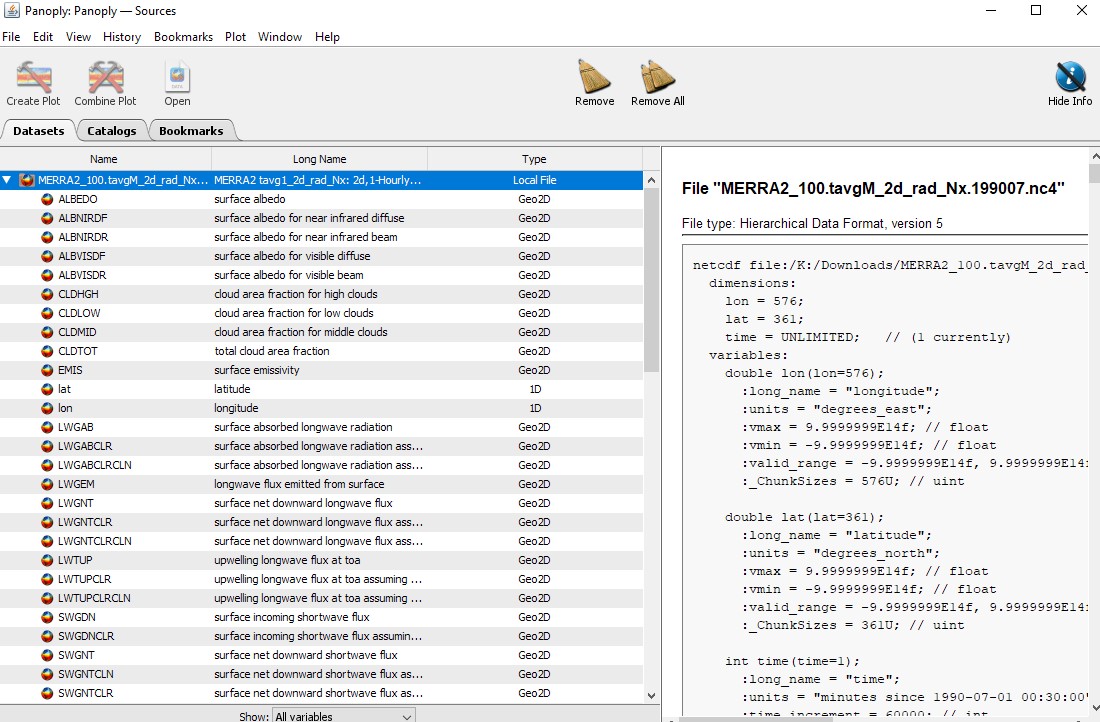 Panoply: Panoply — Sources
File Edit View History Bookmarks Plot Window Help
Create Plot Combine Plot Open Remove Remove All Hide Info
Datasets Catalogs Bookmarks
Name Long Name Type
MERRA2_100.tavgM_2d_rad_Nx... MERRA2 tavg1_2d_rad_Nx: 2d,1-Hourly... Local File
ALBEDO surface albedo Geo2D
ALBNIRDF surface albedo for near infrared diffuse Geo2D
ALBNIRDR surface albedo for near infrared beam Geo2D
ALBVISDF surface albedo for visible diffuse Geo2D
ALBVISDR surface albedo for visible beam Geo2D
CLDHGH cloud area fraction for high clouds Geo2D
CLDLOW cloud area fraction for low clouds Geo2D
CLDMID cloud area fraction for middle clouds Geo2D
CLDTOT total cloud area fraction Geo2D
EMIS surface emissivity Geo2D
lat latitude 1D
lon longitude 1D
LWGAB surface absorbed longwave radiation Geo2D
LWGABCLR surface absorbed longwave radiation ass... Geo2D
LWGABCLRCLN surface absorbed longwave radiation ass... Geo2D
LWGEM longwave flux emitted from surface Geo2D
LWGNT surface net downward longwave flux Geo2D
LWGNTCLR surface net downward longwave flux ass... Geo2D
LWGNTCLRCLN surface net downward longwave flux ass... Geo2D
LWTUP upwelling longwave flux at toa Geo2D
LWTUPCLR upwelling longwave flux at toa assuming ... Geo2D
LWTUPCLRCLN upwelling longwave flux at toa assuming ... Geo2D
SWGDN surface incoming shortwave flux Geo2D
SWGDNCLR surface incoming shortwave flux assumin... Geo2D
SWGNT surface net downward shortwave flux Geo2D
SWGNTCLN surface net downward shortwave flux as... Geo2D
SWGNTCLR surface net downward shortwave flux as... Geo2D
Show: All variables
File "MERRA2_100.tavgM_2d_rad_Nx.199007.nc4"
File type: Hierarchical Data Format, version 5
netcdf file:/K:/Downloads/MERRA2_100.tavgM_2d_rad_
dimensions:
lon = 576;
lat = 361;
time = UNLIMITED; // (1 currently)
variables:
double lon(lon=576);
:long_name = "longitude";
:units = "degrees_east";
:vmax = 9.9999999E14f; // float
:vmin = -9.9999999E14f; // float
:valid_range = -9.9999999E14f, 9.9999999E14f
:_ChunkSizes = 576U; // uint
double lat(lat=361);
:long_name = "latitude";
:units = "degrees_north";
:vmax = 9.9999999E14f; // float
:vmin = -9.9999999E14f; // float
:valid_range = -9.9999999E14f, 9.9999999E14f
:_ChunkSizes = 361U; // uint
int time(time=1);
:long_name = "time";
:units = "minutes since 1990-07-01 00:30:00"
:time_increment = 60000; // int